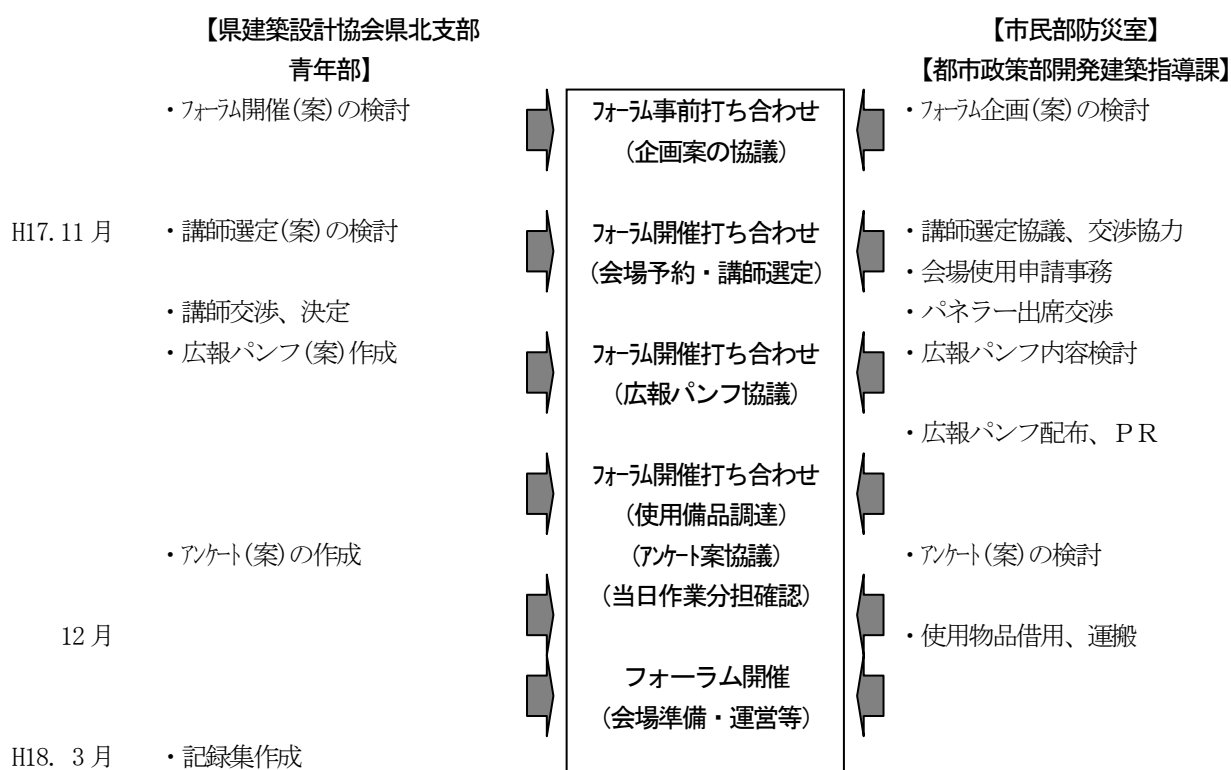 【県建築設計協会県北支部
青年部】
【市民部防災室】
【都市政策部開発建築指導課】
・ﾌｫｰﾗﾑ開催(案)の検討
ﾌｫｰﾗﾑ事前打ち合わせ
(企画案の協議)
・ﾌｫｰﾗﾑ企画(案)の検討
H17.11月
・講師選定(案)の検討
ﾌｫｰﾗﾑ開催打ち合わせ
(会場予約・講師選定)
・講師選定協議、交渉協力
・会場使用申請事務
・講師交渉、決定
・パネラー出席交渉
・広報パンフ(案)作成
ﾌｫｰﾗﾑ開催打ち合わせ
(広報パンフ協議)
・広報パンフ内容検討
・広報パンフ配布、ＰＲ
ﾌｫｰﾗﾑ開催打ち合わせ
(使用備品調達)
・ｱﾝｹｰﾄ(案)の作成
(ｱﾝｹｰﾄ案協議)
・ｱﾝｹｰﾄ(案)の検討
(当日作業分担確認)
12月
・使用物品借用、運搬
フォーラム開催
(会場準備・運営等)
H18. 3月
・記録集作成